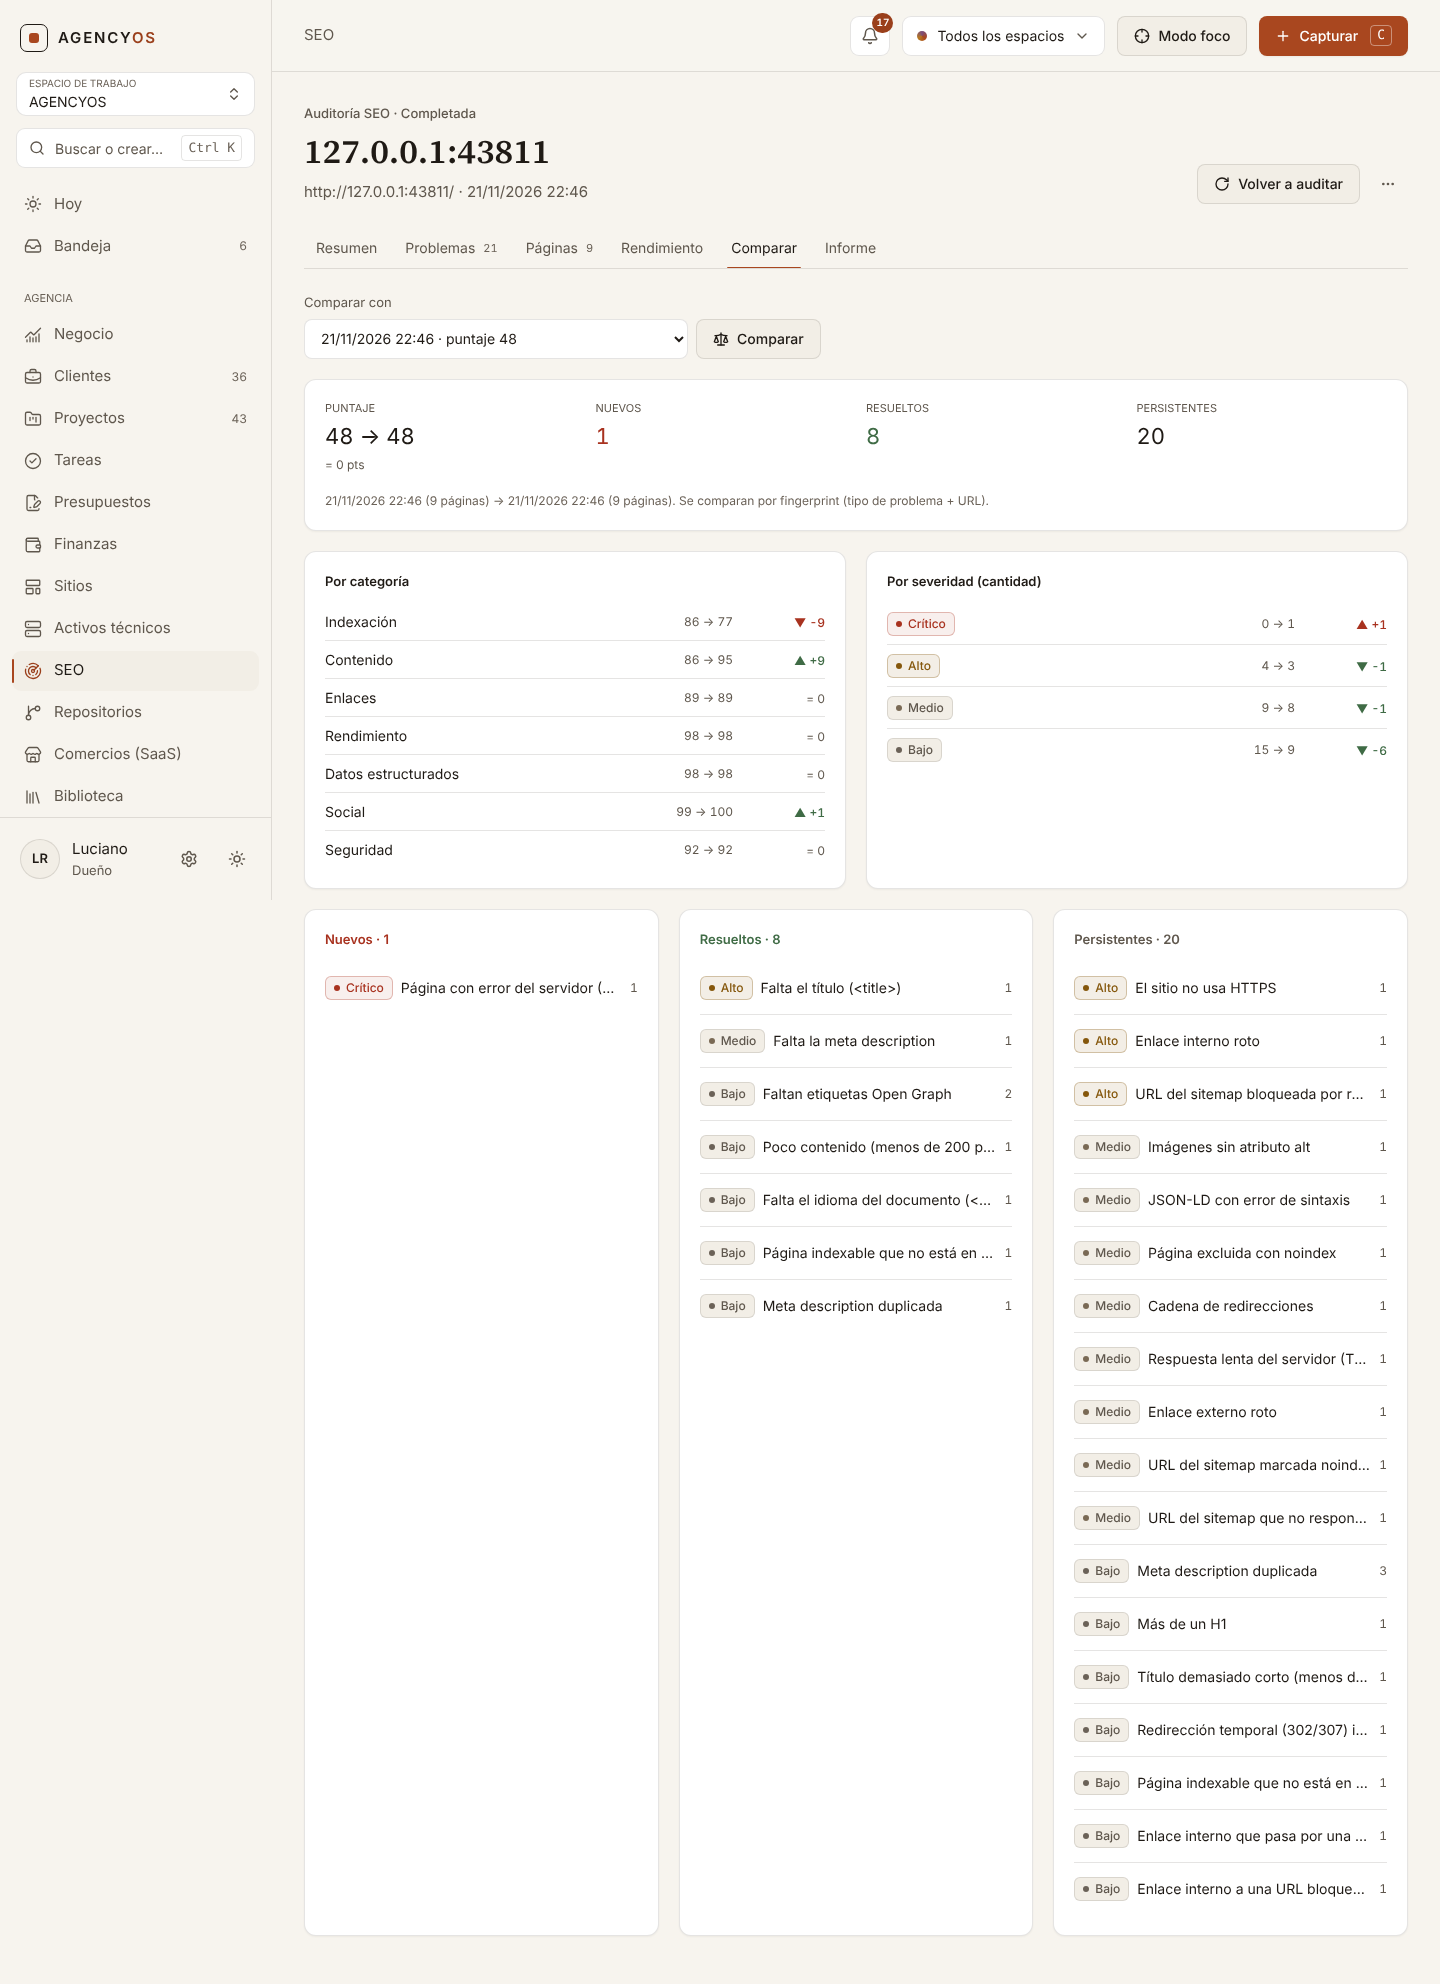 AGENCYOS
ESPACIO DE TRABAJO
AGENCYOS
Buscar o crear... Ctrl K
Hoy
Bandeja 6
AGENCIA
Negocio
Clientes 36
Proyectos 43
Tareas
Presupuestos
Finanzas
Sitios
Activos técnicos
SEO
Repositorios
Comercios (SaaS)
Biblioteca
LR Luciano
Dueño
SEO
17
Todos los espacios
Modo foco
Capturar C
Auditoría SEO · Completada
127.0.0.1:43811
http://127.0.0.1:43811/ · 21/11/2026 22:46
Volver a auditar
Resumen Problemas 21 Páginas 9 Rendimiento Comparar Informe
Comparar con
21/11/2026 22:46 · puntaje 48
Comparar
PUNTAJE
48 → 48
= 0 pts
NUEVOS
1
RESUELTOS
8
PERSISTENTES
20
21/11/2026 22:46 (9 páginas) → 21/11/2026 22:46 (9 páginas). Se comparan por fingerprint (tipo de problema + URL).
Por categoría
Indexación 86 → 77 ▼ -9
Contenido 86 → 95 ▲ +9
Enlaces 89 → 89 = 0
Rendimiento 98 → 98 = 0
Datos estructurados 98 → 98 = 0
Social 99 → 100 ▲ +1
Seguridad 92 → 92 = 0
Por severidad (cantidad)
Crítico 0 → 1 ▲ +1
Alto 4 → 3 ▼ -1
Medio 9 → 8 ▼ -1
Bajo 15 → 9 ▼ -6
Nuevos · 1
Crítico Página con error del servidor (... 1
Resueltos · 8
Alto Falta el título (<title>) 1
Medio Falta la meta description 1
Bajo Faltan etiquetas Open Graph 2
Bajo Poco contenido (menos de 200 p... 1
Bajo Falta el idioma del documento (<... 1
Bajo Página indexable que no está en ... 1
Bajo Meta description duplicada 1
Persistentes · 20
Alto El sitio no usa HTTPS 1
Alto Enlace interno roto 1
Alto URL del sitemap bloqueada por r... 1
Medio Imágenes sin atributo alt 1
Medio JSON-LD con error de sintaxis 1
Medio Página excluida con noindex 1
Medio Cadena de redirecciones 1
Medio Respuesta lenta del servidor (T... 1
Medio Enlace externo roto 1
Medio URL del sitemap marcada noind... 1
Medio URL del sitemap que no respon... 1
Bajo Meta description duplicada 3
Bajo Más de un H1 1
Bajo Título demasiado corto (menos d... 1
Bajo Redirección temporal (302/307) i... 1
Bajo Página indexable que no está en ... 1
Bajo Enlace interno que pasa por una ... 1
Bajo Enlace interno a una URL bloque... 1